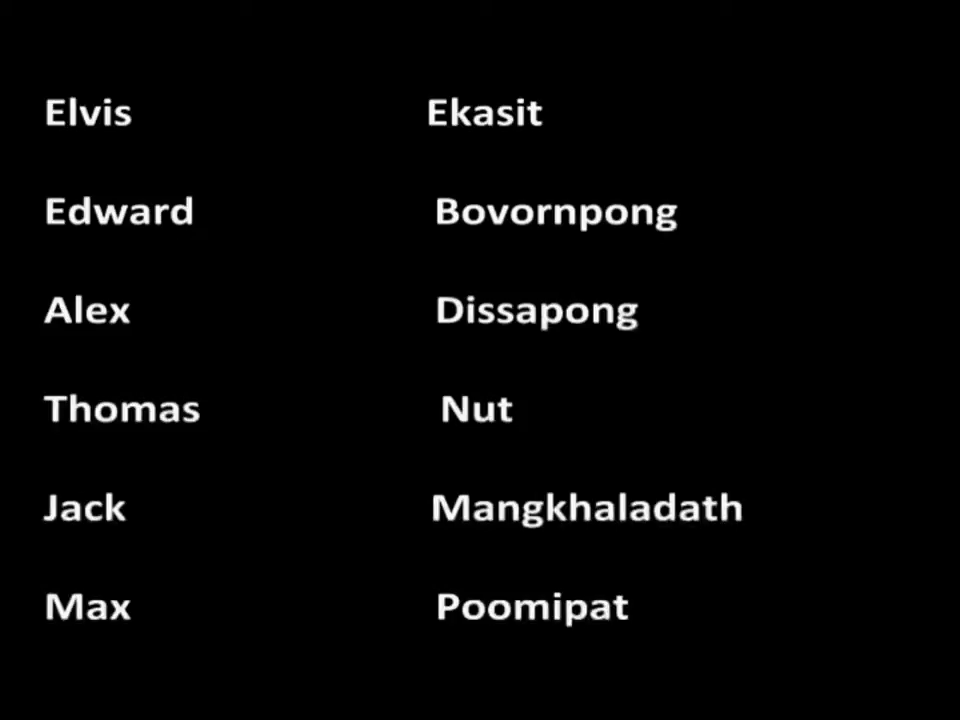 Elvis Ekasit
Edward Bovornpong
Alex Dissapong
Thomas Nut
Jack Mangkhaladath
Max Poomipat